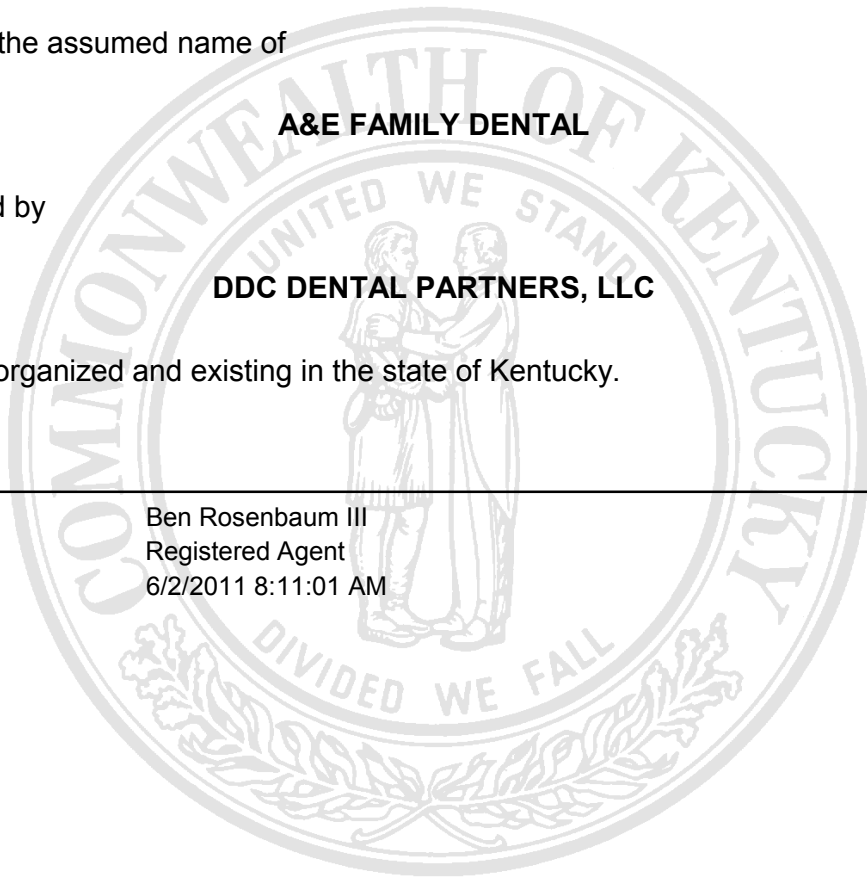 the assumed name of
A&E FAMILY DENTAL
d by
DDC DENTAL PARTNERS, LLC
organized and existing in the state of Kentucky.
Ben Rosenbaum III
Registered Agent
6/2/2011 8:11:01 AM
COMMONWEALTH OF KENTUCKY
UNITED WE STAND
DIVIDED WE FALL